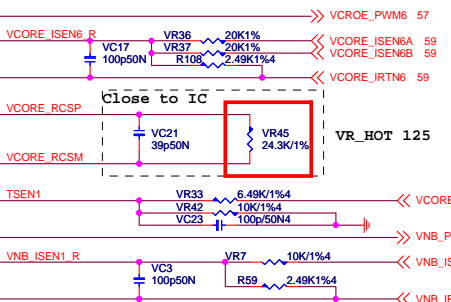 VCROE_PWM6 57
VCORE_ISEN6_R
VR36 20K1%
VCORE_ISEN6A 59
VC17
100p50N
VR37 20K1%
VCORE_ISEN6B 59
R108 2.49K1%4
VCORE_IRTN6 59
Close to IC
VCORE_RCSP
VC21
39p50N
VR45
24.3K/1%
VR_HOT 125
VCORE_RCSM
TSEN1
VR33 6.49K/1%4
VCORE
VR42 10K/1%4
VC23 100p/50N4
VNB_P
VNB_ISEN1_R
VR7 10K/1%4
VNB_IS
VC3
100p50N
R59 2.49K1%4